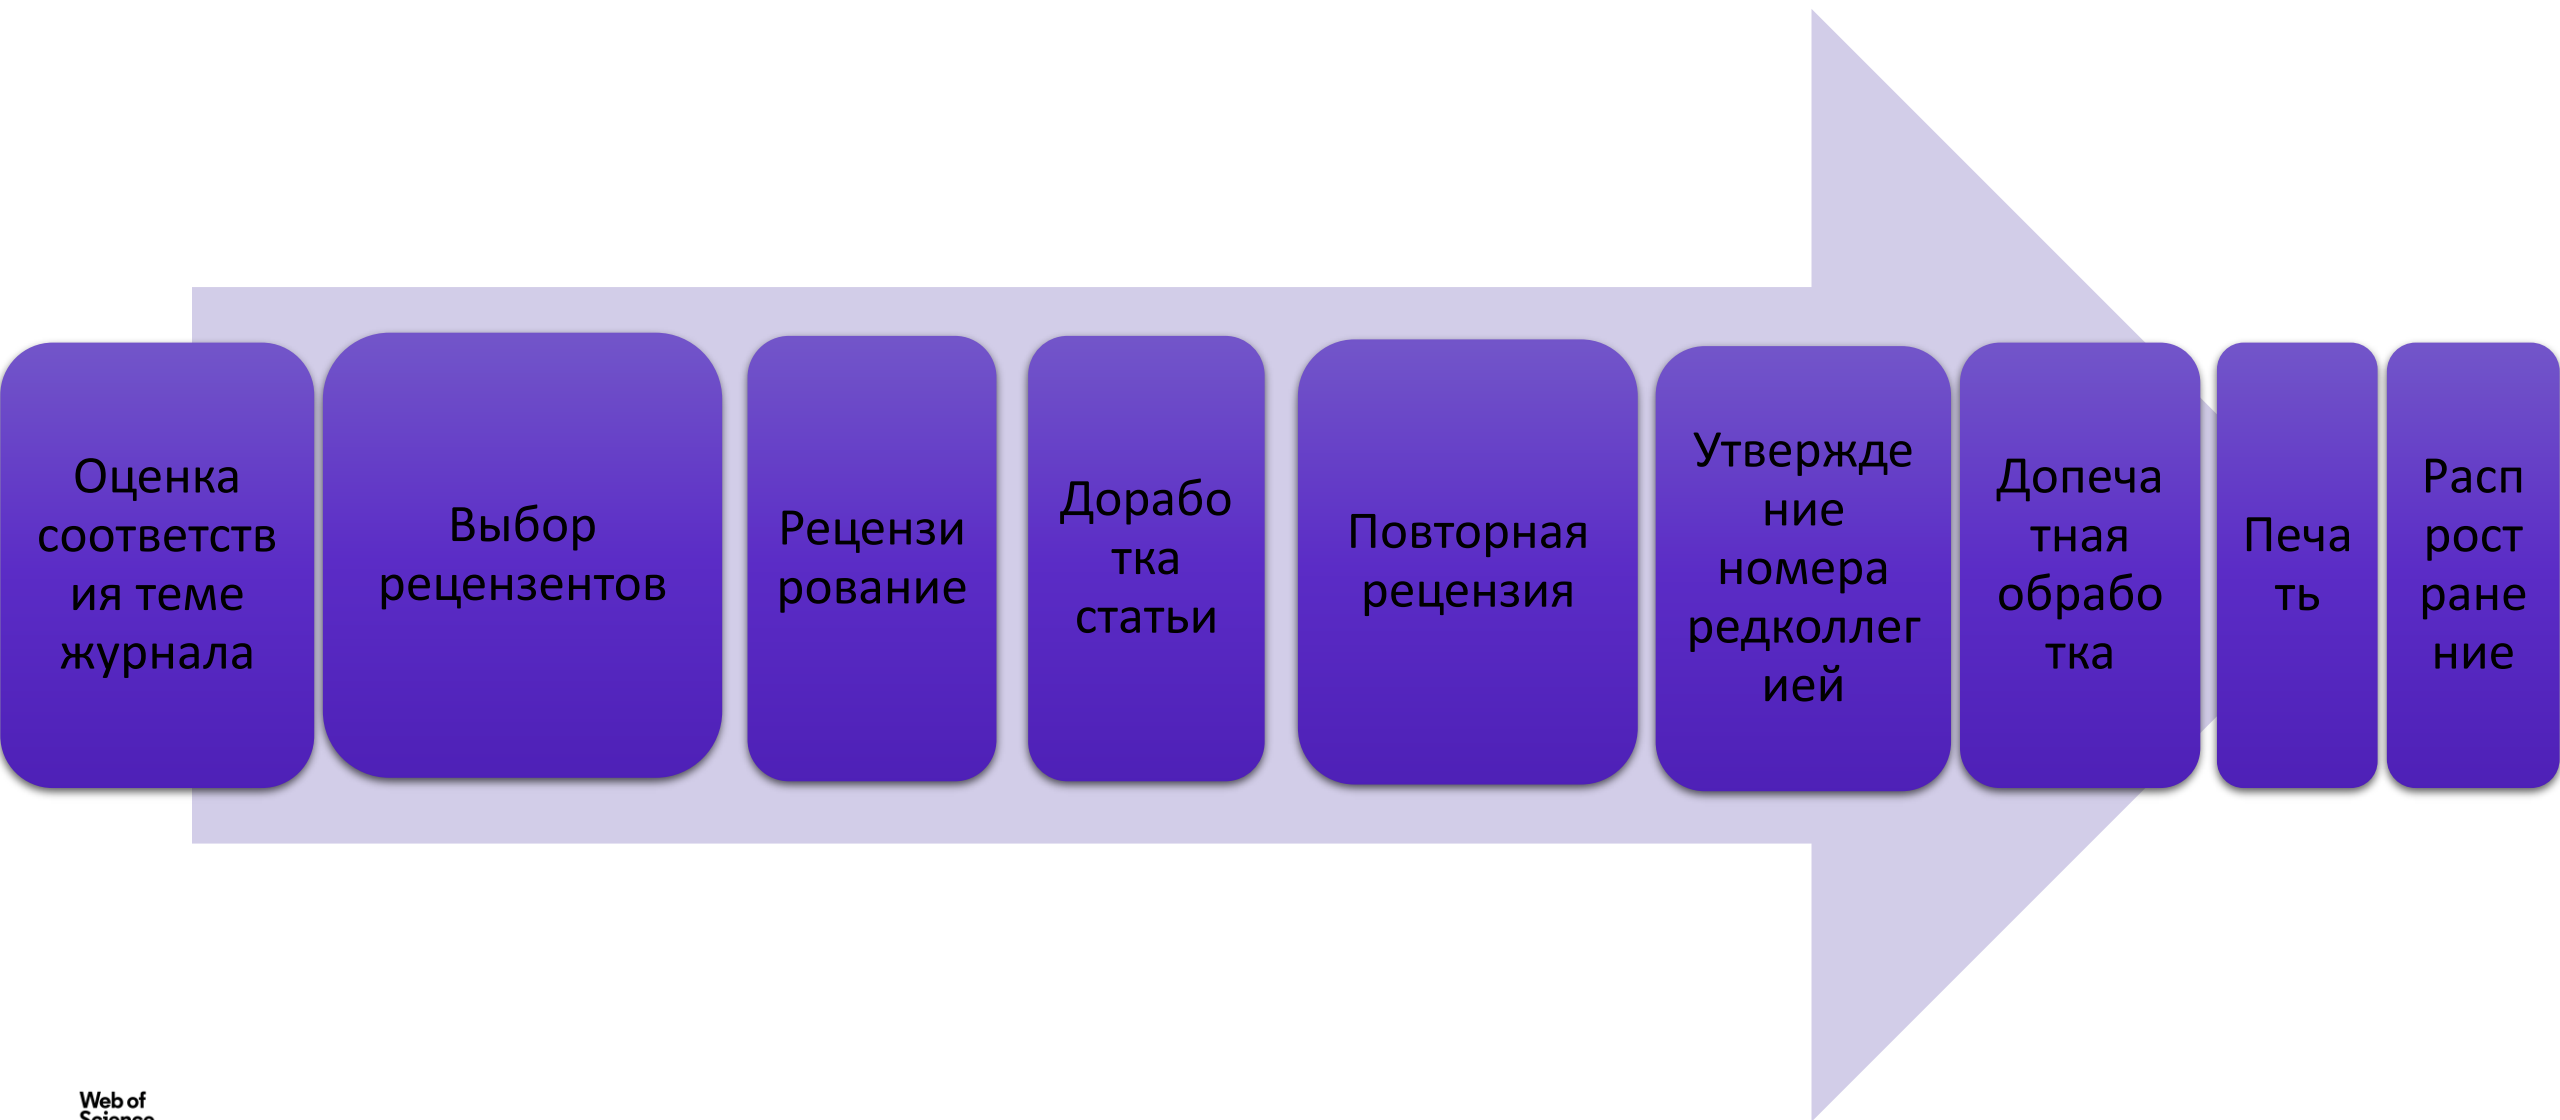 Оценка
соответств
ия теме
журнала
Выбор
рецензентов
Рецензи
рование
Дорабо
тка
статьи
Повторная
рецензия
Утвержде
ние
номера
редколлег
ией
Допеча
тная
обрабо
тка
Печа
ть
Расп
рост
ране
ние
Web of
Science